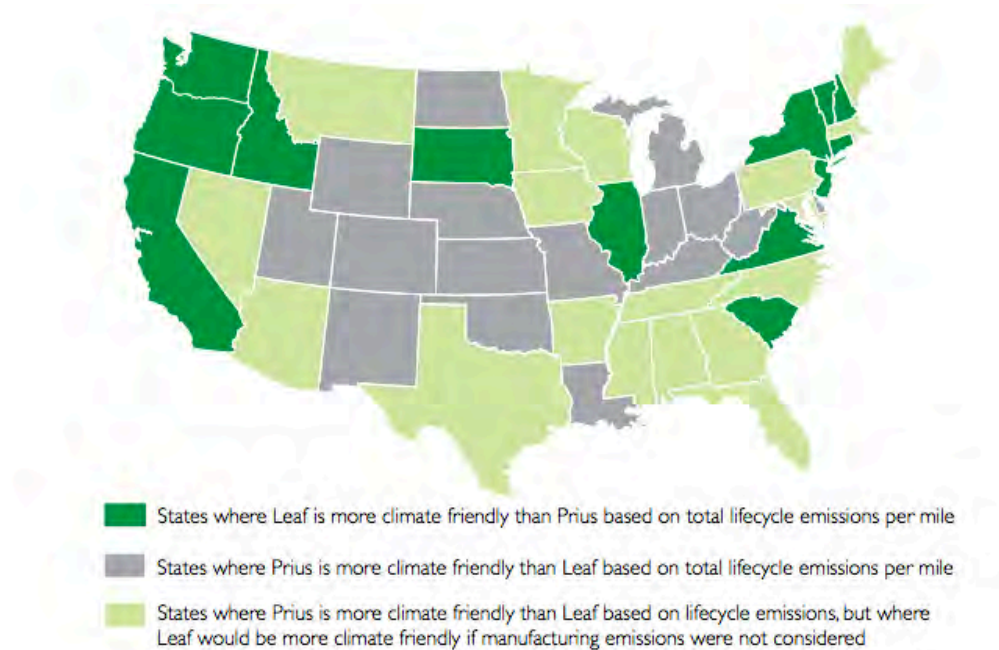 States where Leaf is more climate friendly than Prius based on total lifecycle emissions per mile
States where Prius is more climate friendly than Leaf based on total lifecycle emissions per mile
States where Prius is more climate friendly than Leaf based on lifecycle emissions, but where
Leaf would be more climate friendly if manufacturing emissions were not considered